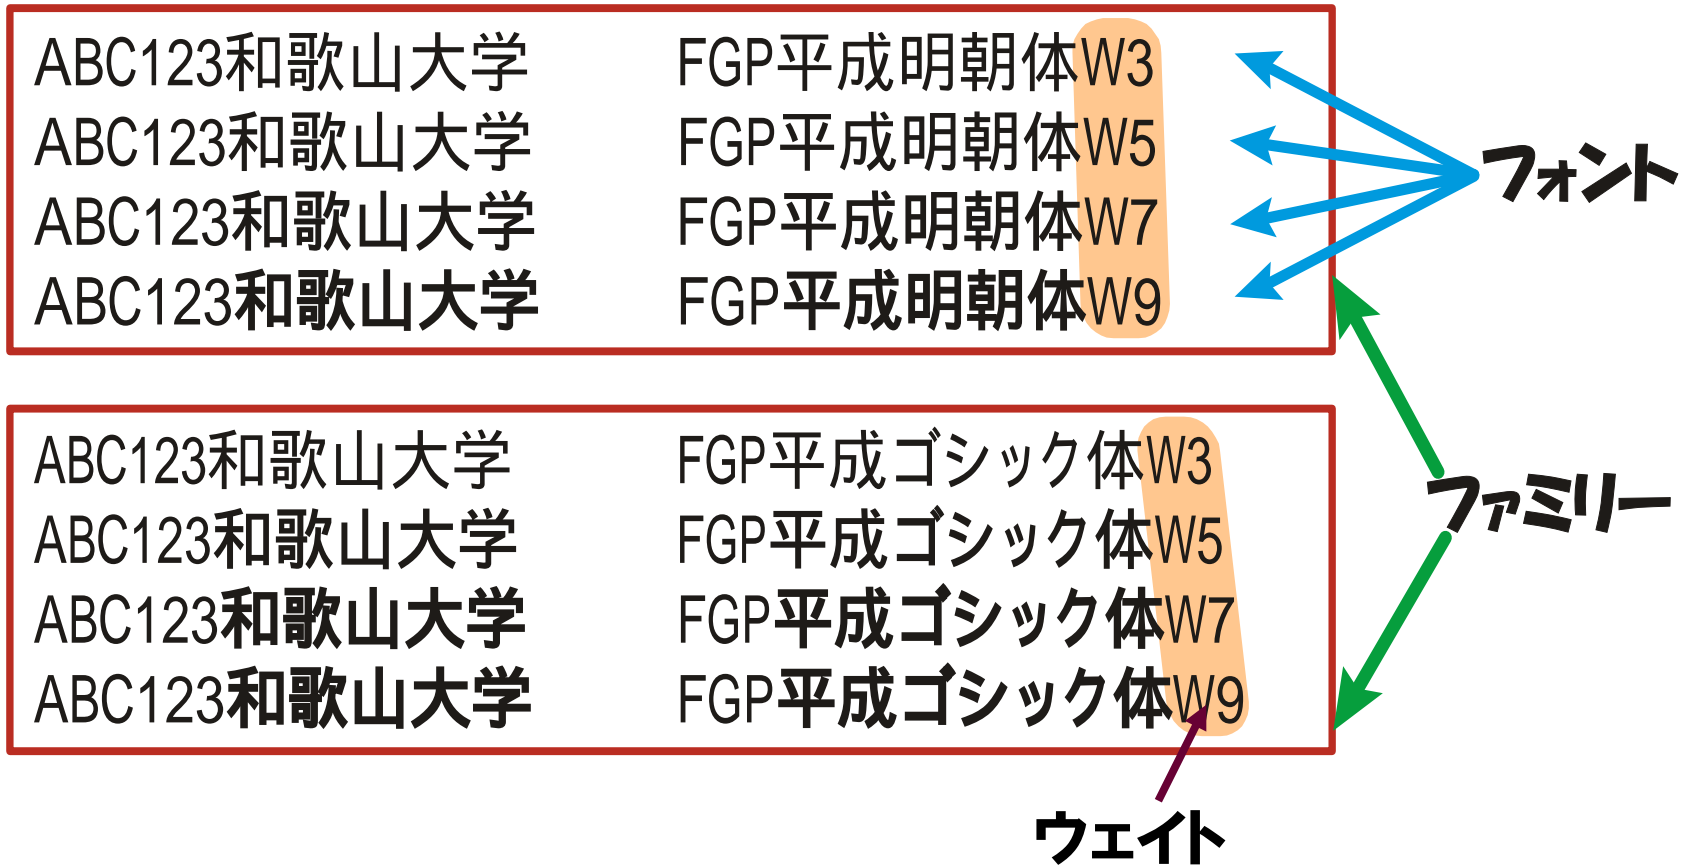 ABC123和歌山大学 FGP平成明朝体W3
ABC123和歌山大学 FGP平成明朝体W5
ABC123和歌山大学 FGP平成明朝体W7
ABC123和歌山大学 FGP平成明朝体W9
フォント
ABC123和歌山大学 FGP平成ゴシック体W3
ABC123和歌山大学 FGP平成ゴシック体W5
ABC123和歌山大学 FGP平成ゴシック体W7
ABC123和歌山大学 FGP平成ゴシック体W9
ファミリー
ウェイト